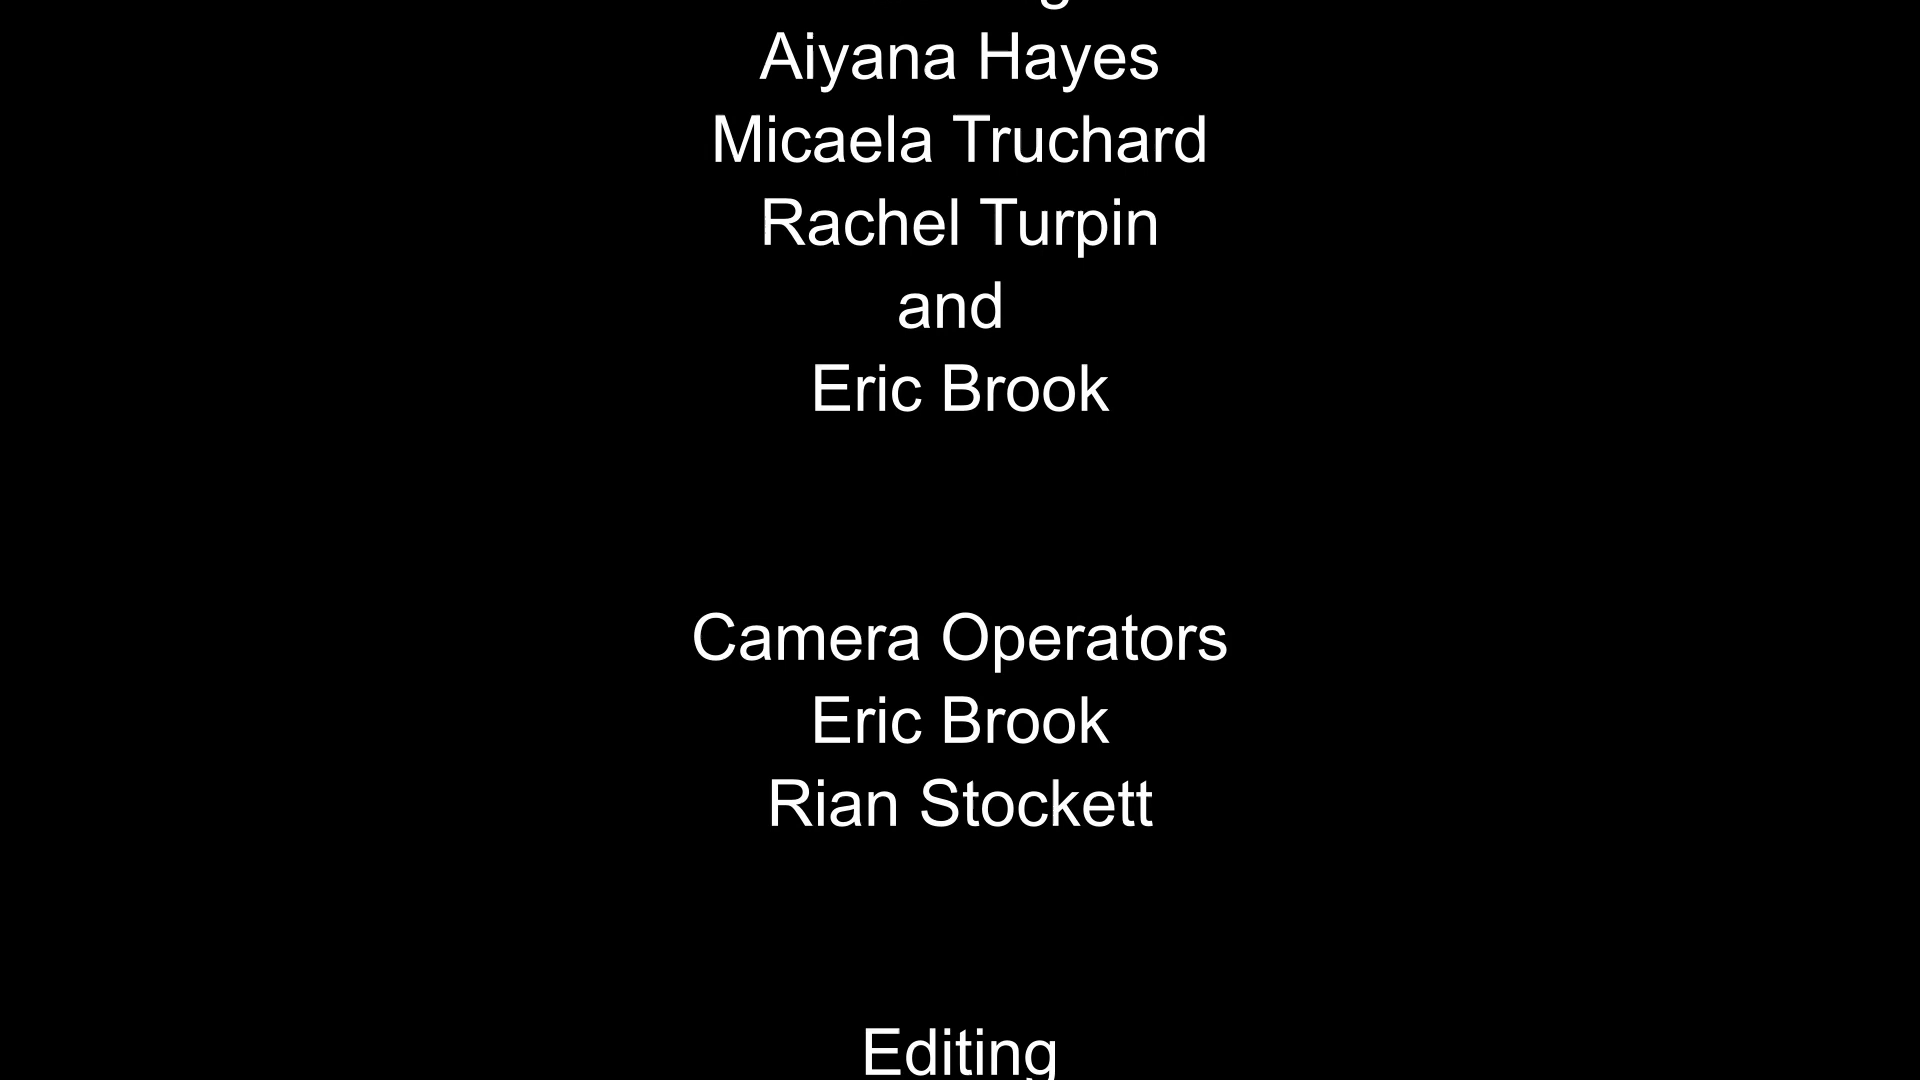 Aiyana Hayes
Micaela Truchard
Rachel Turpin
and
Eric Brook
Camera Operators
Eric Brook
Rian Stockett
Editing